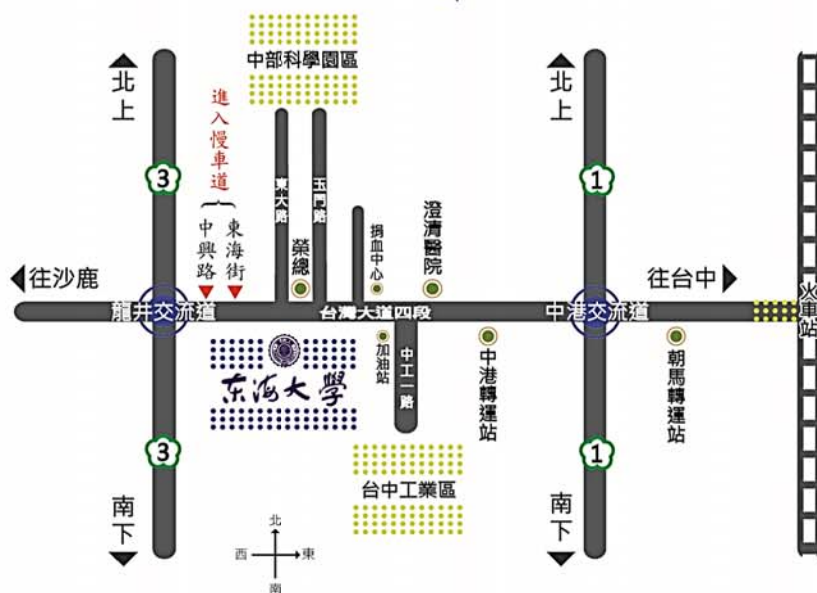 中部科學園區
北上
北上
進入慢車道
3
1
東大路
玉門路
中興路
東海街
榮總
捐血中心
澄清醫院
往沙鹿
往台中
龍井交流道
台灣大道四段
中港交流道
火車站
东海大學
加油站
中工一路
中港轉運站
朝馬轉運站
3
1
台中工業區
南下
南下
北
西
東
南